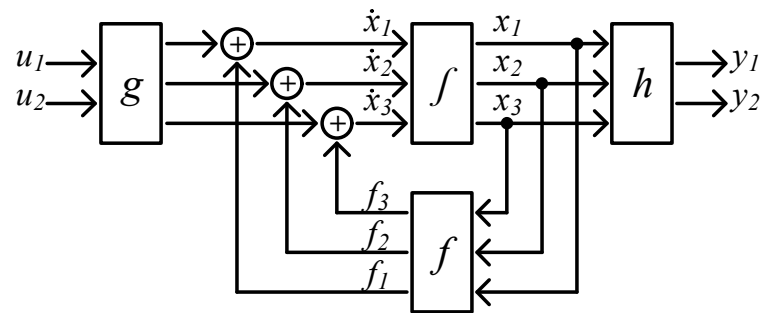 u₁
u₂
g
+
+
+
ẋ₁
ẋ₂
ẋ₃
∫
x₁
x₂
x₃
h
y₁
y₂
f₃
f₂
f₁
f